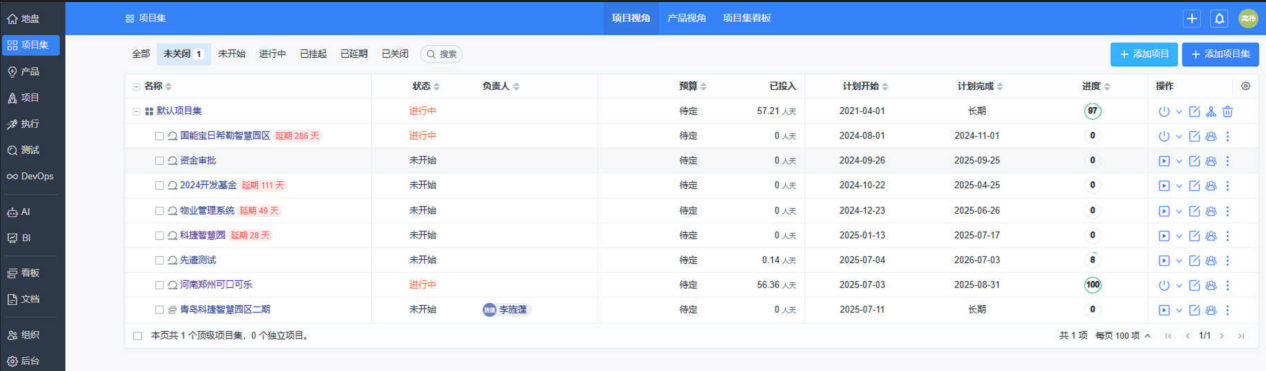 地盘
项目集
产品
项目
执行
测试
DevOps
AI
BI
看板
文档
组织
后台
项目集 项目视角 产品视角 项目集看板
全部 未关闭 1 未开始 进行中 已挂起 已延期 已关闭 搜索 + 添加项目 + 添加项目集
名称 状态 负责人 预算 已投入 计划开始 计划完成 进度 操作
默认项目集 进行中 待定 57.21 人天 2021-04-01 长期 97
国能宝日希勒智慧园区 延期 286 天 进行中 待定 0 人天 2024-08-01 2024-11-01 0
资金审批 未开始 待定 0 人天 2024-09-26 2025-09-25 0
2024开发基金 延期 111 天 未开始 待定 0 人天 2024-10-22 2025-04-25 0
物业管理系统 延期 49 天 未开始 待定 0 人天 2024-12-23 2025-06-26 0
科捷智慧园 延期 28 天 未开始 待定 0 人天 2025-01-13 2025-07-17 0
先遣测试 未开始 待定 0.14 人天 2025-07-04 2026-07-03 8
河南郑州可口可乐 进行中 待定 56.36 人天 2025-07-03 2025-08-31 100
青岛科捷智慧园区二期 未开始 待定 0 人天 2025-07-11 长期 0
本页共 1 个顶级项目集，0 个独立项目。 共 1 项 每页 100 项 1/1